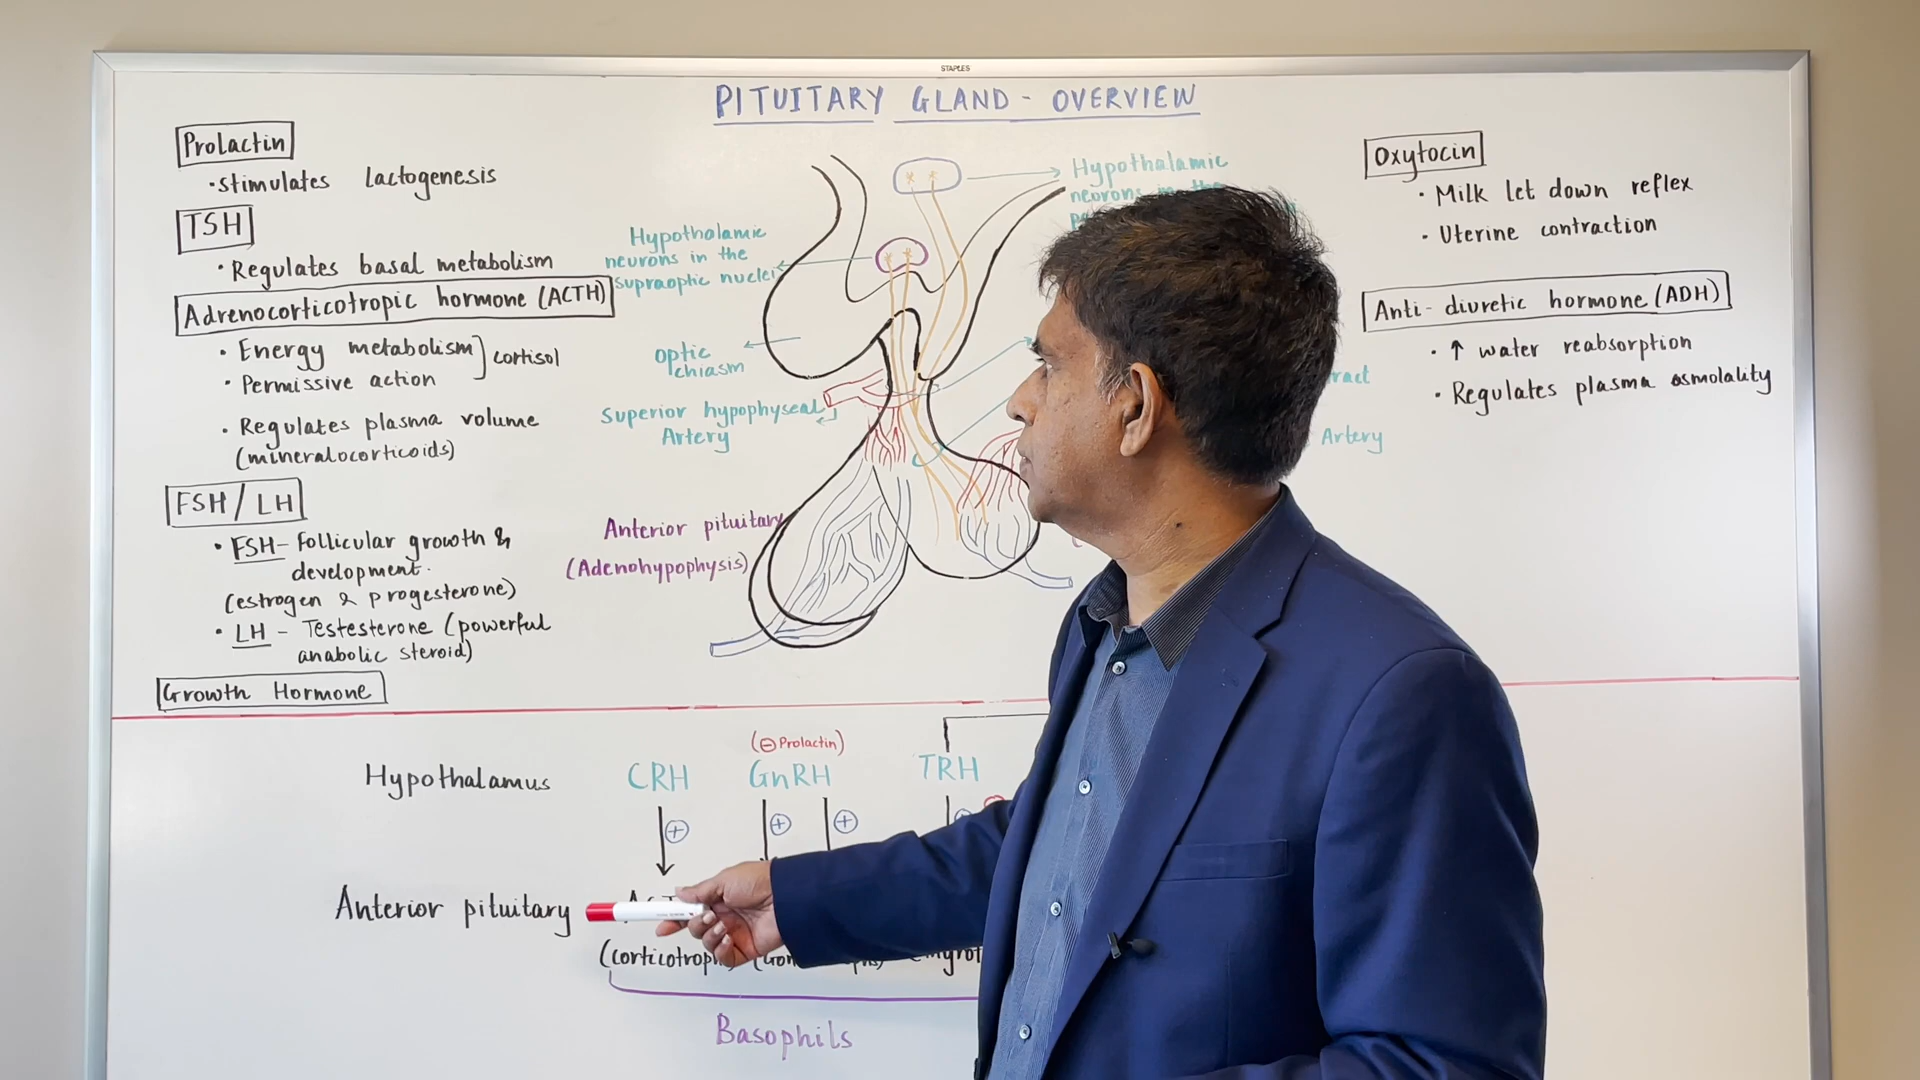 STAPLES
PITUITARY GLAND - OVERVIEW
Prolactin
• stimulates lactogenesis
TSH
• Regulates basal metabolism
Adrenocorticotropic hormone (ACTH)
• Energy metabolism
• Permissive action
] cortisol
• Regulates plasma volume
(mineralocorticoids)
FSH / LH
• FSH - Follicular growth &
development.
(estrogen & progesterone)
• LH - Testesterone (powerful
anabolic steroid)
Growth Hormone
Hypothalamic
neurons in the
supraoptic nuclei
optic
chiasm
Superior hypophyseal
Artery
Anterior pituitary
(Adenohypophysis)
Hypothalamic
neurons
Artery
Oxytocin
• Milk let down reflex
• Uterine contraction
Anti-diuretic hormone (ADH)
• ↑ water reabsorption
• Regulates plasma osmolality
(⊖ Prolactin)
Hypothalamus CRH GnRH TRH
⊕ ⊕ ⊕
Anterior pituitary
Basophils